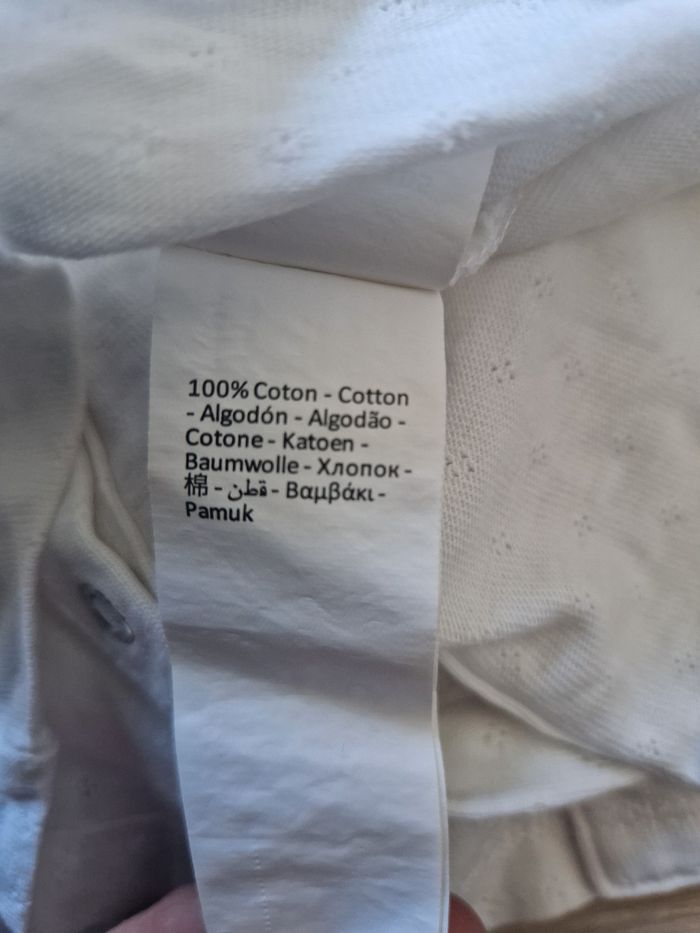 100% Coton - Cotton
- Algodón - Algodão -
Cotone - Katoen -
Baumwolle - Хлопок -
棉 - قطن - Βαμβάκι -
Pamuk